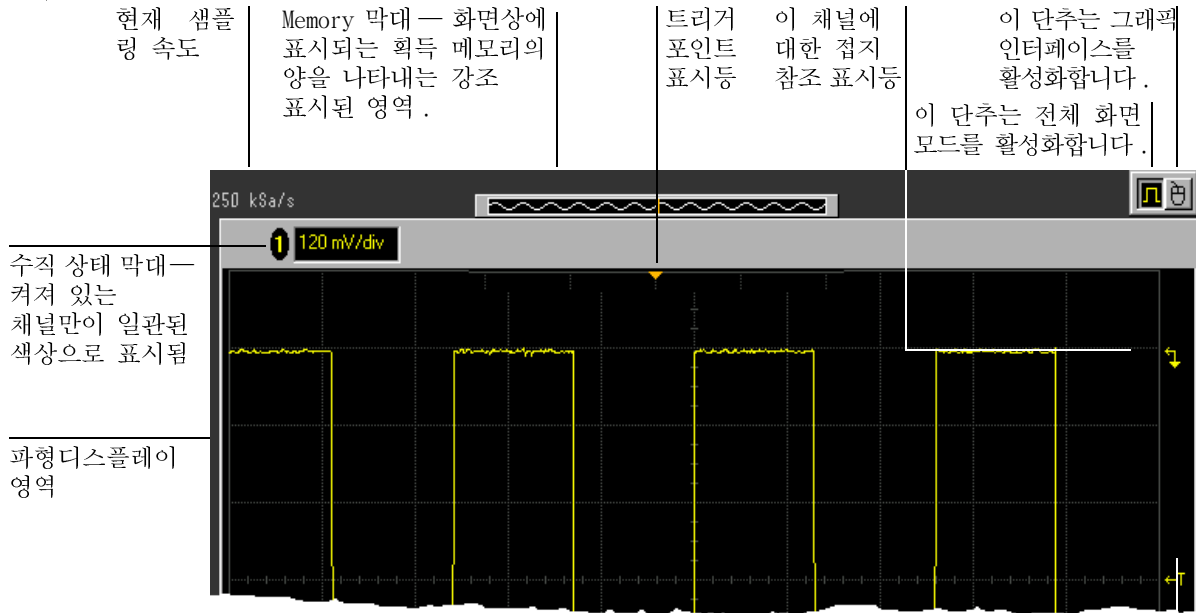 현재 샘플
링 속도
Memory 막대 — 화면상에
표시되는 획득 메모리의
양을 나타내는 강조
표시된 영역 .
트리거
포인트
표시등
이 채널에
대한 접지
참조 표시등
이 단추는 그래픽
인터페이스를
활성화합니다 .
이 단추는 전체 화면
모드를 활성화합니다 .
250 kSa/s
1 120 mV/div
수직 상태 막대—
켜져 있는
채널만이 일관된
색상으로 표시됨
파형디스플레이
영역
T